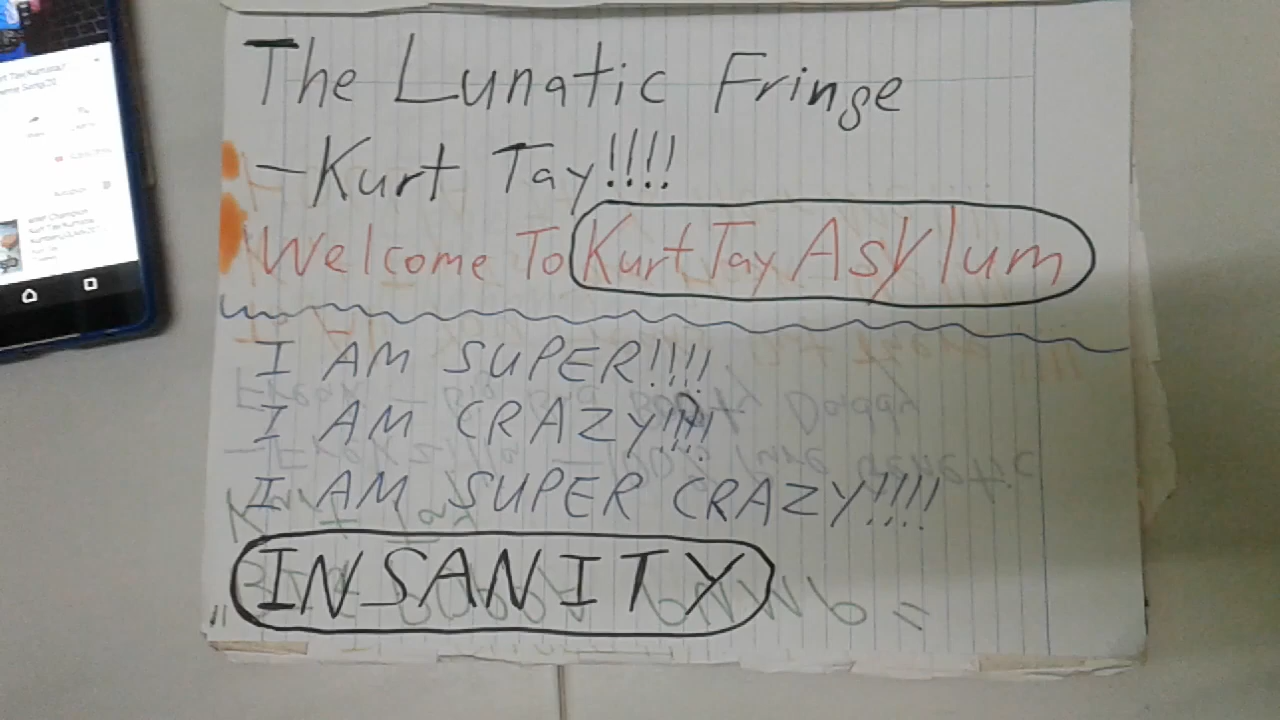 The Lunatic Fringe
-Kurt Tay!!!!
Welcome To Kurt Tay Asylum
I AM SUPER!!!!
I AM CRAZY!!!!
I AM SUPER CRAZY!!!!
INSANITY